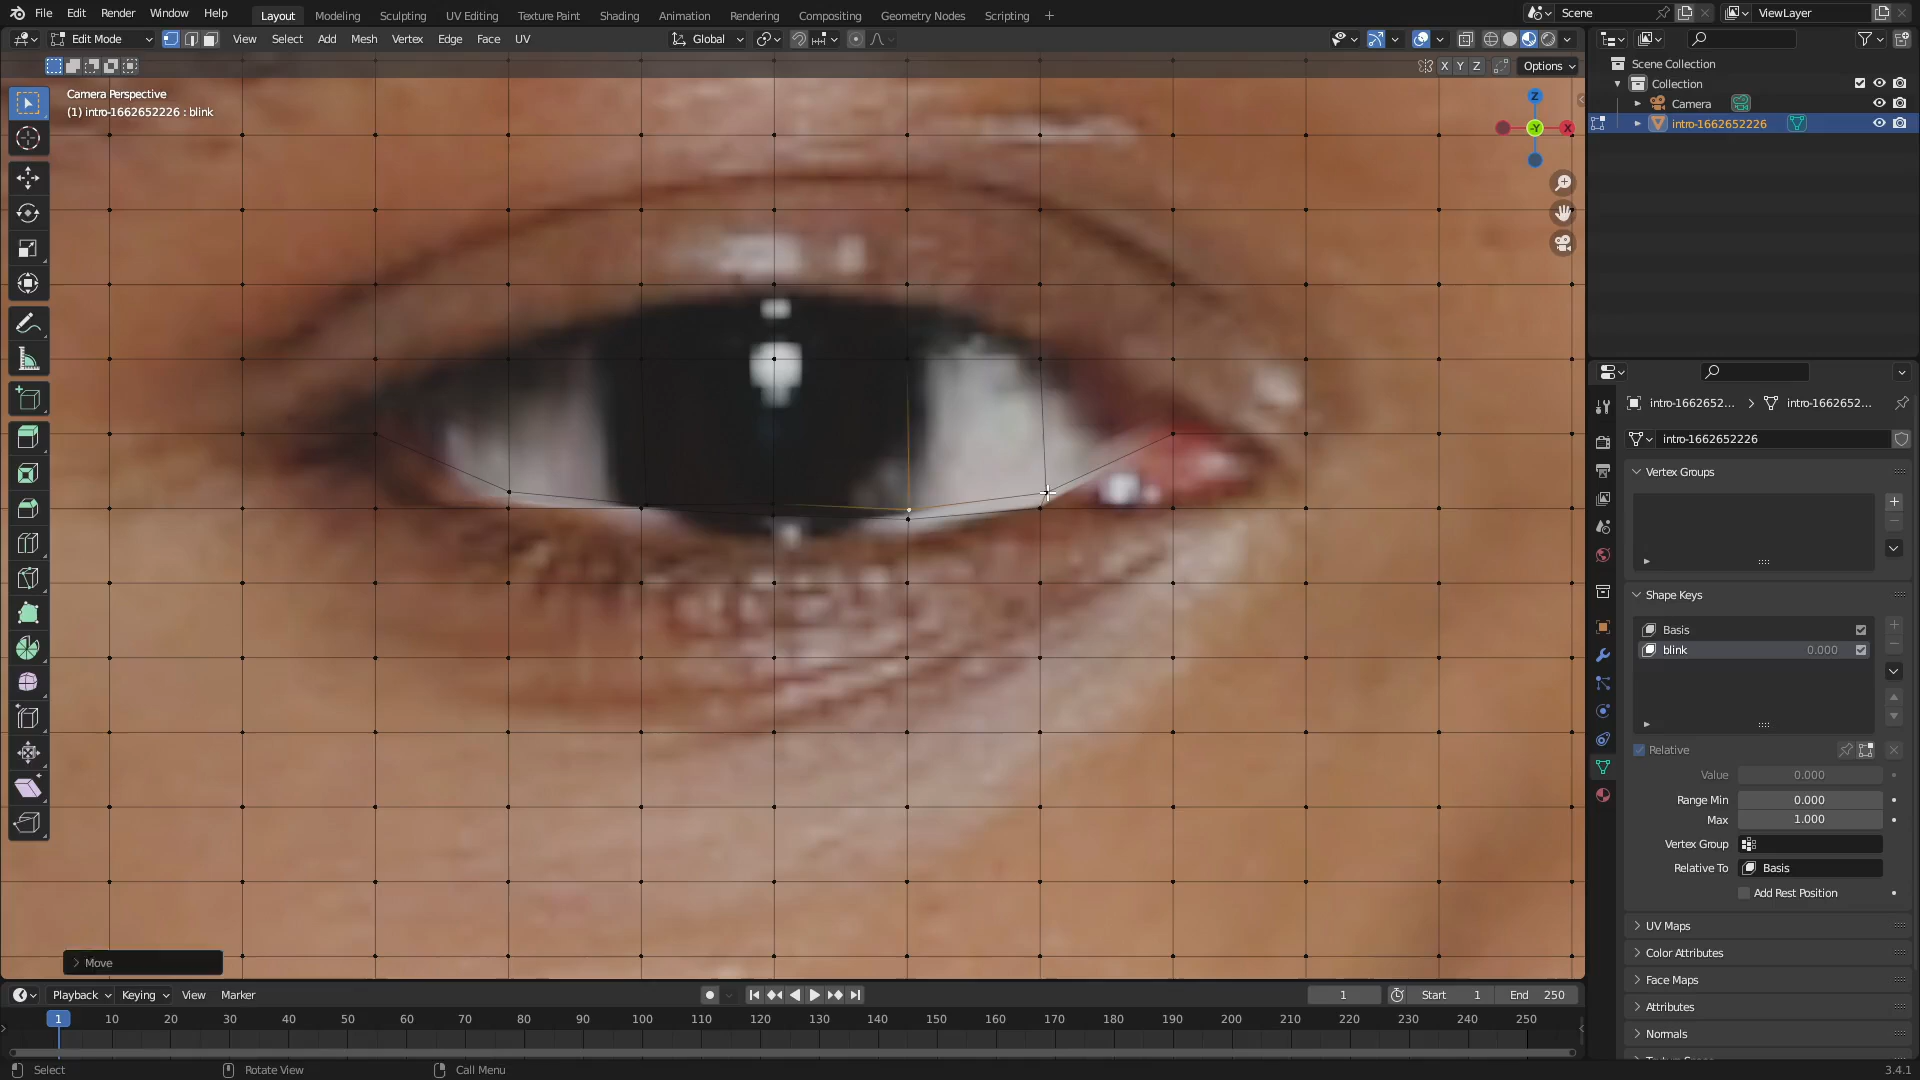 File Edit Render Window Help Layout Modeling Sculpting UV Editing Texture Paint Shading Animation Rendering Compositing Geometry Nodes Scripting + Scene ViewLayer
Edit Mode View Select Add Mesh Vertex Edge Face UV Global
X Y Z Options
Camera Perspective
(1) intro-1662652226 : blink
Z
-Y
X
Scene Collection
Collection
Camera
intro-1662652226
intro-1662652... > intro-1662652...
intro-1662652226
Vertex Groups
Shape Keys
Basis
blink 0.000
Relative
Value 0.000
Range Min 0.000
Max 1.000
Vertex Group
Relative To Basis
Add Rest Position
UV Maps
Color Attributes
Face Maps
Attributes
Normals
> Move
Playback Keying View Marker 1 Start 1 End 250
1 10 20 30 40 50 60 70 80 90 100 110 120 130 140 150 160 170 180 190 200 210 220 230 240 250
Select Rotate View Call Menu 3.4.1